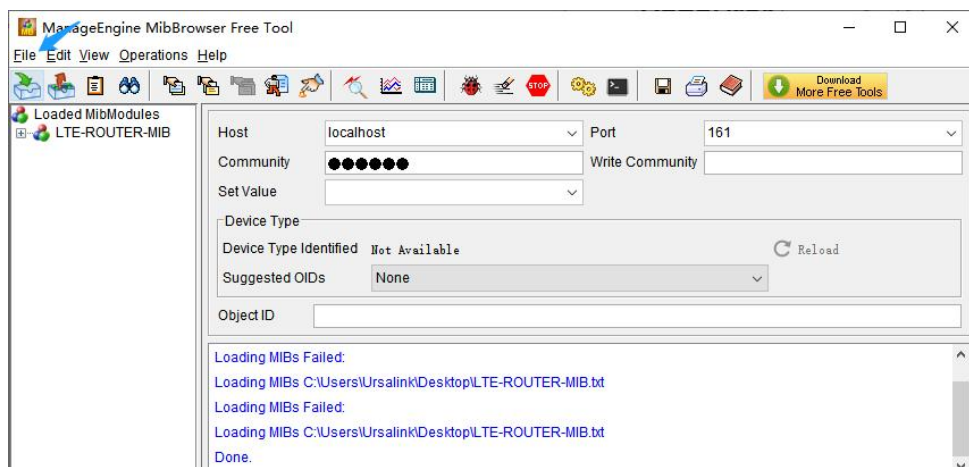 ManageEngine MibBrowser Free Tool
File Edit View Operations Help
STOP
Download
More Free Tools
Loaded MibModules
LTE-ROUTER-MIB
Host localhost Port 161
Community ●●●●●● Write Community
Set Value
Device Type
Device Type Identified Not Available Reload
Suggested OIDs None
Object ID
Loading MIBs Failed:
Loading MIBs C:\Users\Ursalink\Desktop\LTE-ROUTER-MIB.txt
Loading MIBs Failed:
Loading MIBs C:\Users\Ursalink\Desktop\LTE-ROUTER-MIB.txt
Done.